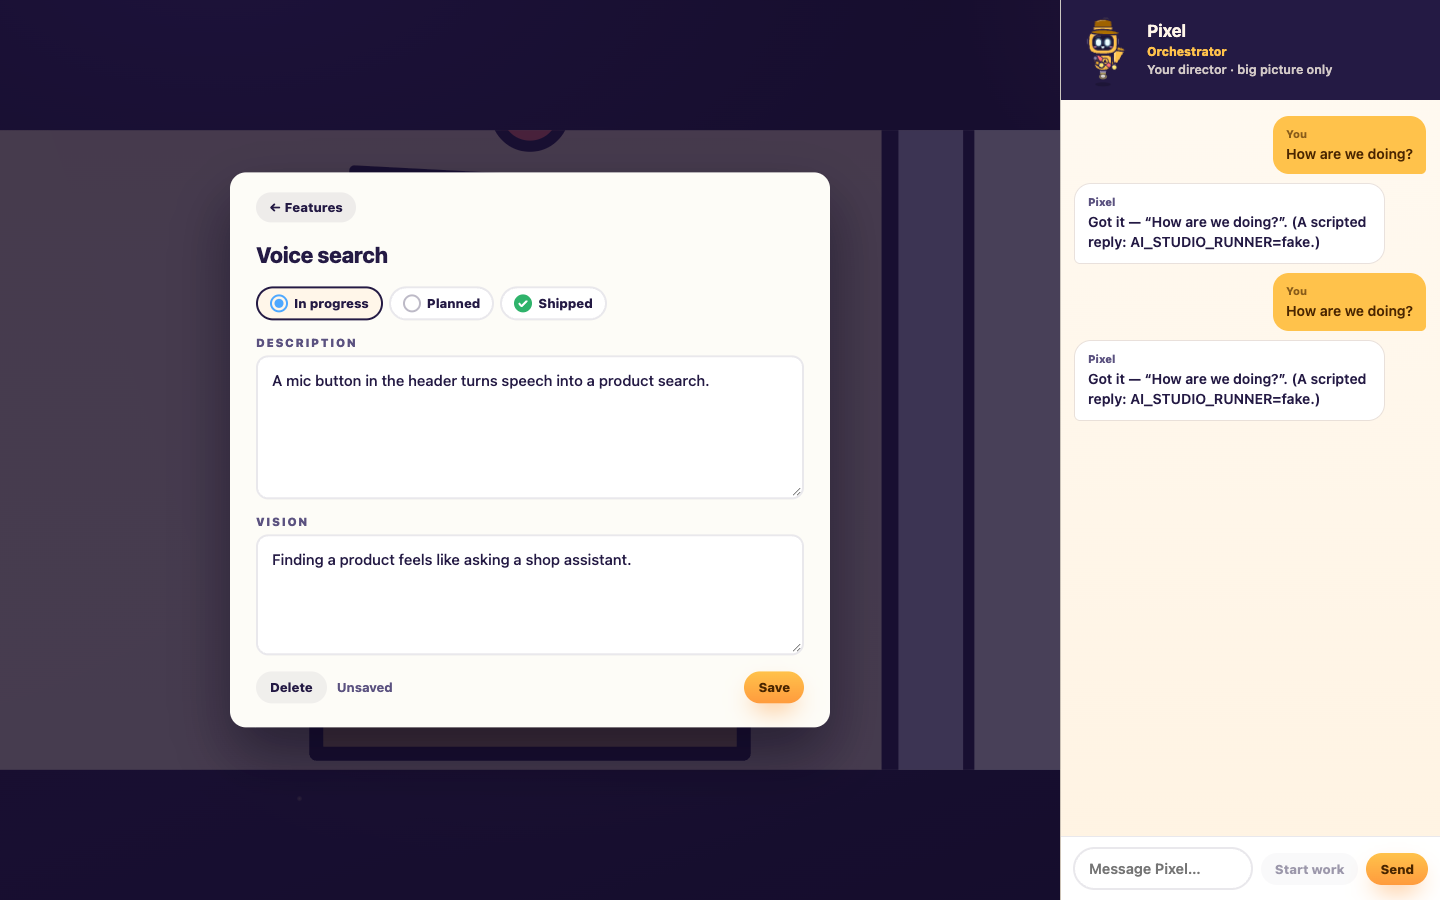 ← Features
Voice search
In progress
Planned
Shipped
DESCRIPTION
A mic button in the header turns speech into a product search.
VISION
Finding a product feels like asking a shop assistant.
Delete
Unsaved
Save
Pixel
Orchestrator
Your director · big picture only
You
How are we doing?
Pixel
Got it — “How are we doing?”. (A scripted
reply: AI_STUDIO_RUNNER=fake.)
You
How are we doing?
Pixel
Got it — “How are we doing?”. (A scripted
reply: AI_STUDIO_RUNNER=fake.)
Message Pixel...
Start work
Send